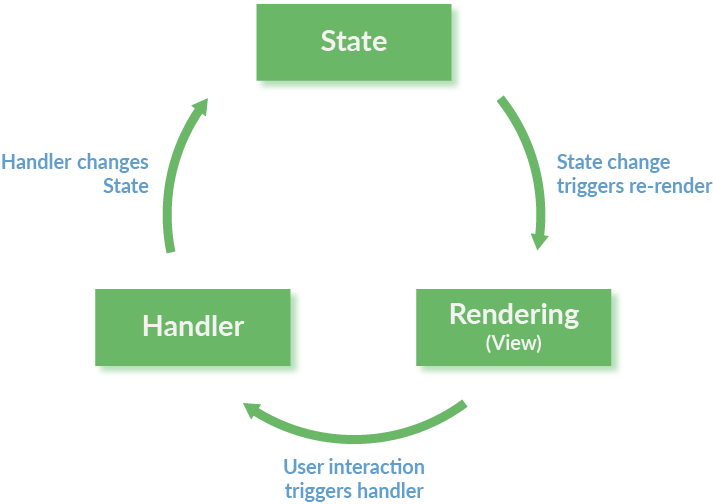 State
Handler changes
State
State change
triggers re-render
Handler
Rendering
(View)
User interaction
triggers handler